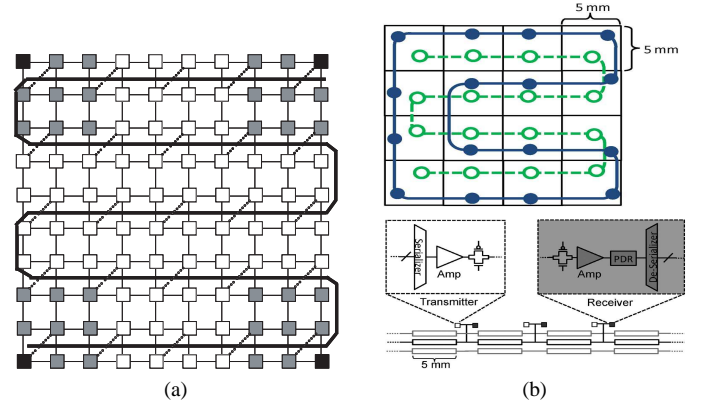 5 mm
5 mm
Serializer
Amp
Transmitter
Amp
PDR
De-Serializer
Receiver
5 mm
(a)
(b)